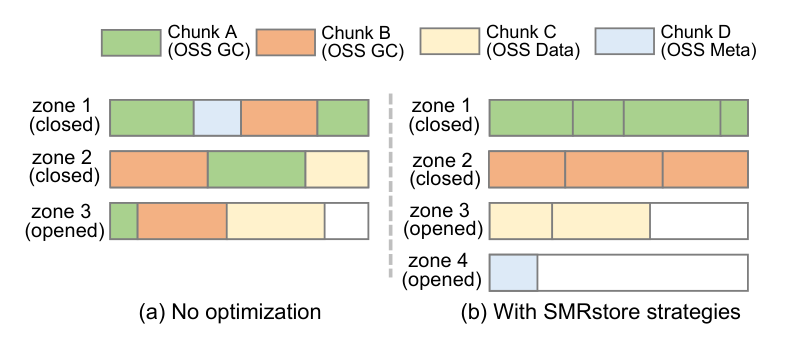 Chunk A
(OSS GC)
Chunk B
(OSS GC)
Chunk C
(OSS Data)
Chunk D
(OSS Meta)
zone 1
(closed)
zone 2
(closed)
zone 3
(opened)
(a) No optimization
zone 1
(closed)
zone 2
(closed)
zone 3
(opened)
zone 4
(opened)
(b) With SMRstore strategies